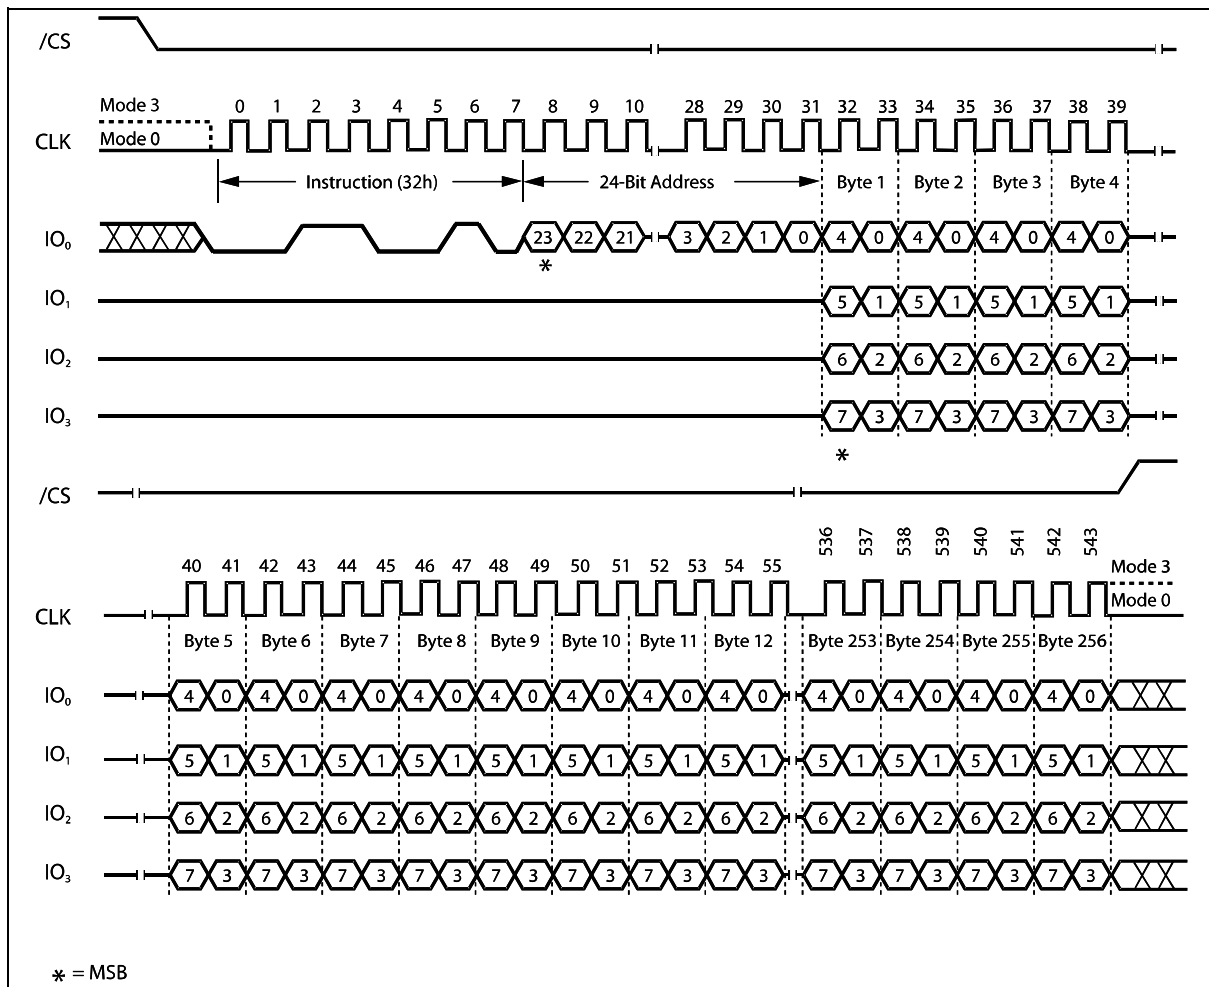 /CS
0 1 2 3 4 5 6 7 8 9 10 28 29 30 31 32 33 34 35 36 37 38 39
Mode 3
Mode 0
CLK
Instruction (32h) 24-Bit Address Byte 1 Byte 2 Byte 3 Byte 4
IO₀ 23 22 21 3 2 1 0 4 0 4 0 4 0 4 0
*
IO₁ 5 1 5 1 5 1 5 1
IO₂ 6 2 6 2 6 2 6 2
IO₃ 7 3 7 3 7 3 7 3
*
/CS
40 41 42 43 44 45 46 47 48 49 50 51 52 53 54 55 536 537 538 539 540 541 542 543
Mode 3
Mode 0
CLK
Byte 5 Byte 6 Byte 7 Byte 8 Byte 9 Byte 10 Byte 11 Byte 12 Byte 253 Byte 254 Byte 255 Byte 256
IO₀ 4 0 4 0 4 0 4 0 4 0 4 0 4 0 4 0 4 0 4 0 4 0 4 0
IO₁ 5 1 5 1 5 1 5 1 5 1 5 1 5 1 5 1 5 1 5 1 5 1 5 1
IO₂ 6 2 6 2 6 2 6 2 6 2 6 2 6 2 6 2 6 2 6 2 6 2 6 2
IO₃ 7 3 7 3 7 3 7 3 7 3 7 3 7 3 7 3 7 3 7 3 7 3 7 3
* = MSB